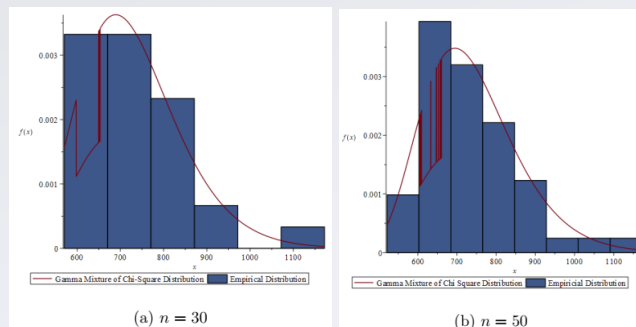 0.003
0.002
f(x)
0.001
0
600 700 800 900 1000 1100
x
Gamma Mixture of Chi-Square Distribution Empirical Distribution
(a) n = 30
0.003
0.002
f(x)
0.001
0
600 700 800 900 1000 1100
x
Gamma Mixture of Chi Square Distribution Empiricial Distribution
(b) n = 50